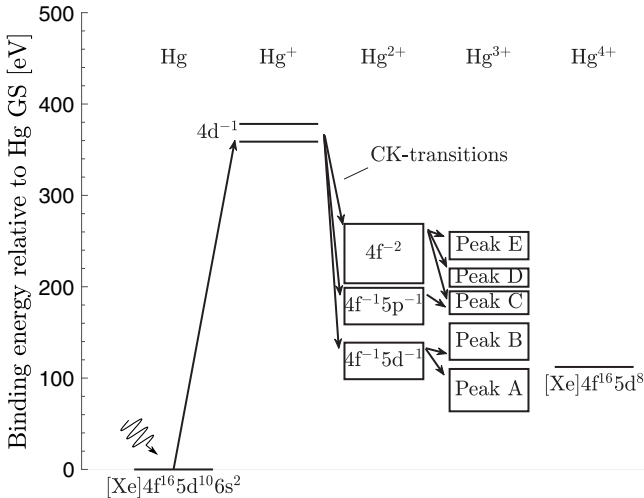 Binding energy relative to Hg GS [eV]
500
400
300
200
100
0
Hg
Hg⁺
Hg²⁺
Hg³⁺
Hg⁴⁺
4d⁻¹
CK-transitions
4f⁻²
4f⁻¹5p⁻¹
4f⁻¹5d⁻¹
Peak E
Peak D
Peak C
Peak B
Peak A
[Xe]4f¹⁶5d⁸
[Xe]4f¹⁶5d¹⁰6s²